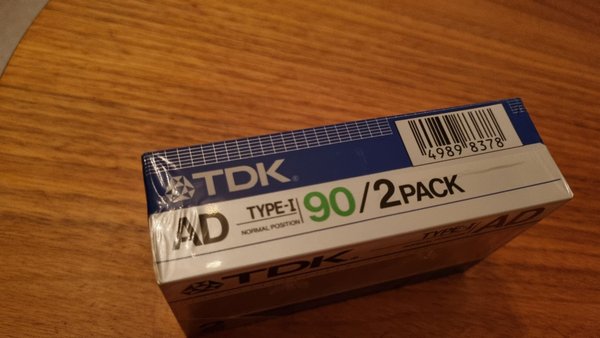 TDK®
4989 8378
AD TYPE-I 90/2PACK
NORMAL POSITION
TDK®
TYPE-I AD